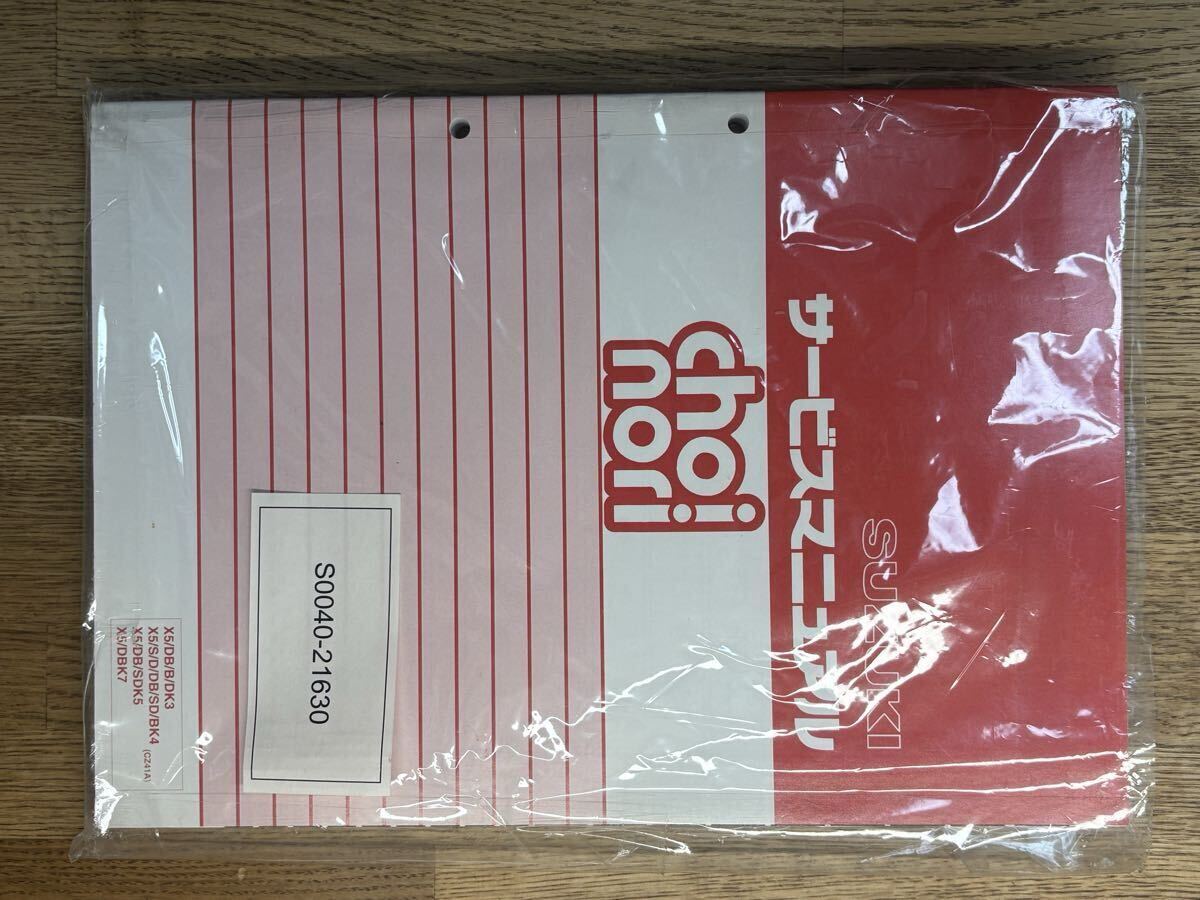 SUZUKI
サービスマニュアル
choi
nori
S0040-21630
X5/DB/B/DK3
X5/S/D/DB/SD/BK4
X5/DB/SDK5 (CZ41A)
X5/DBK7